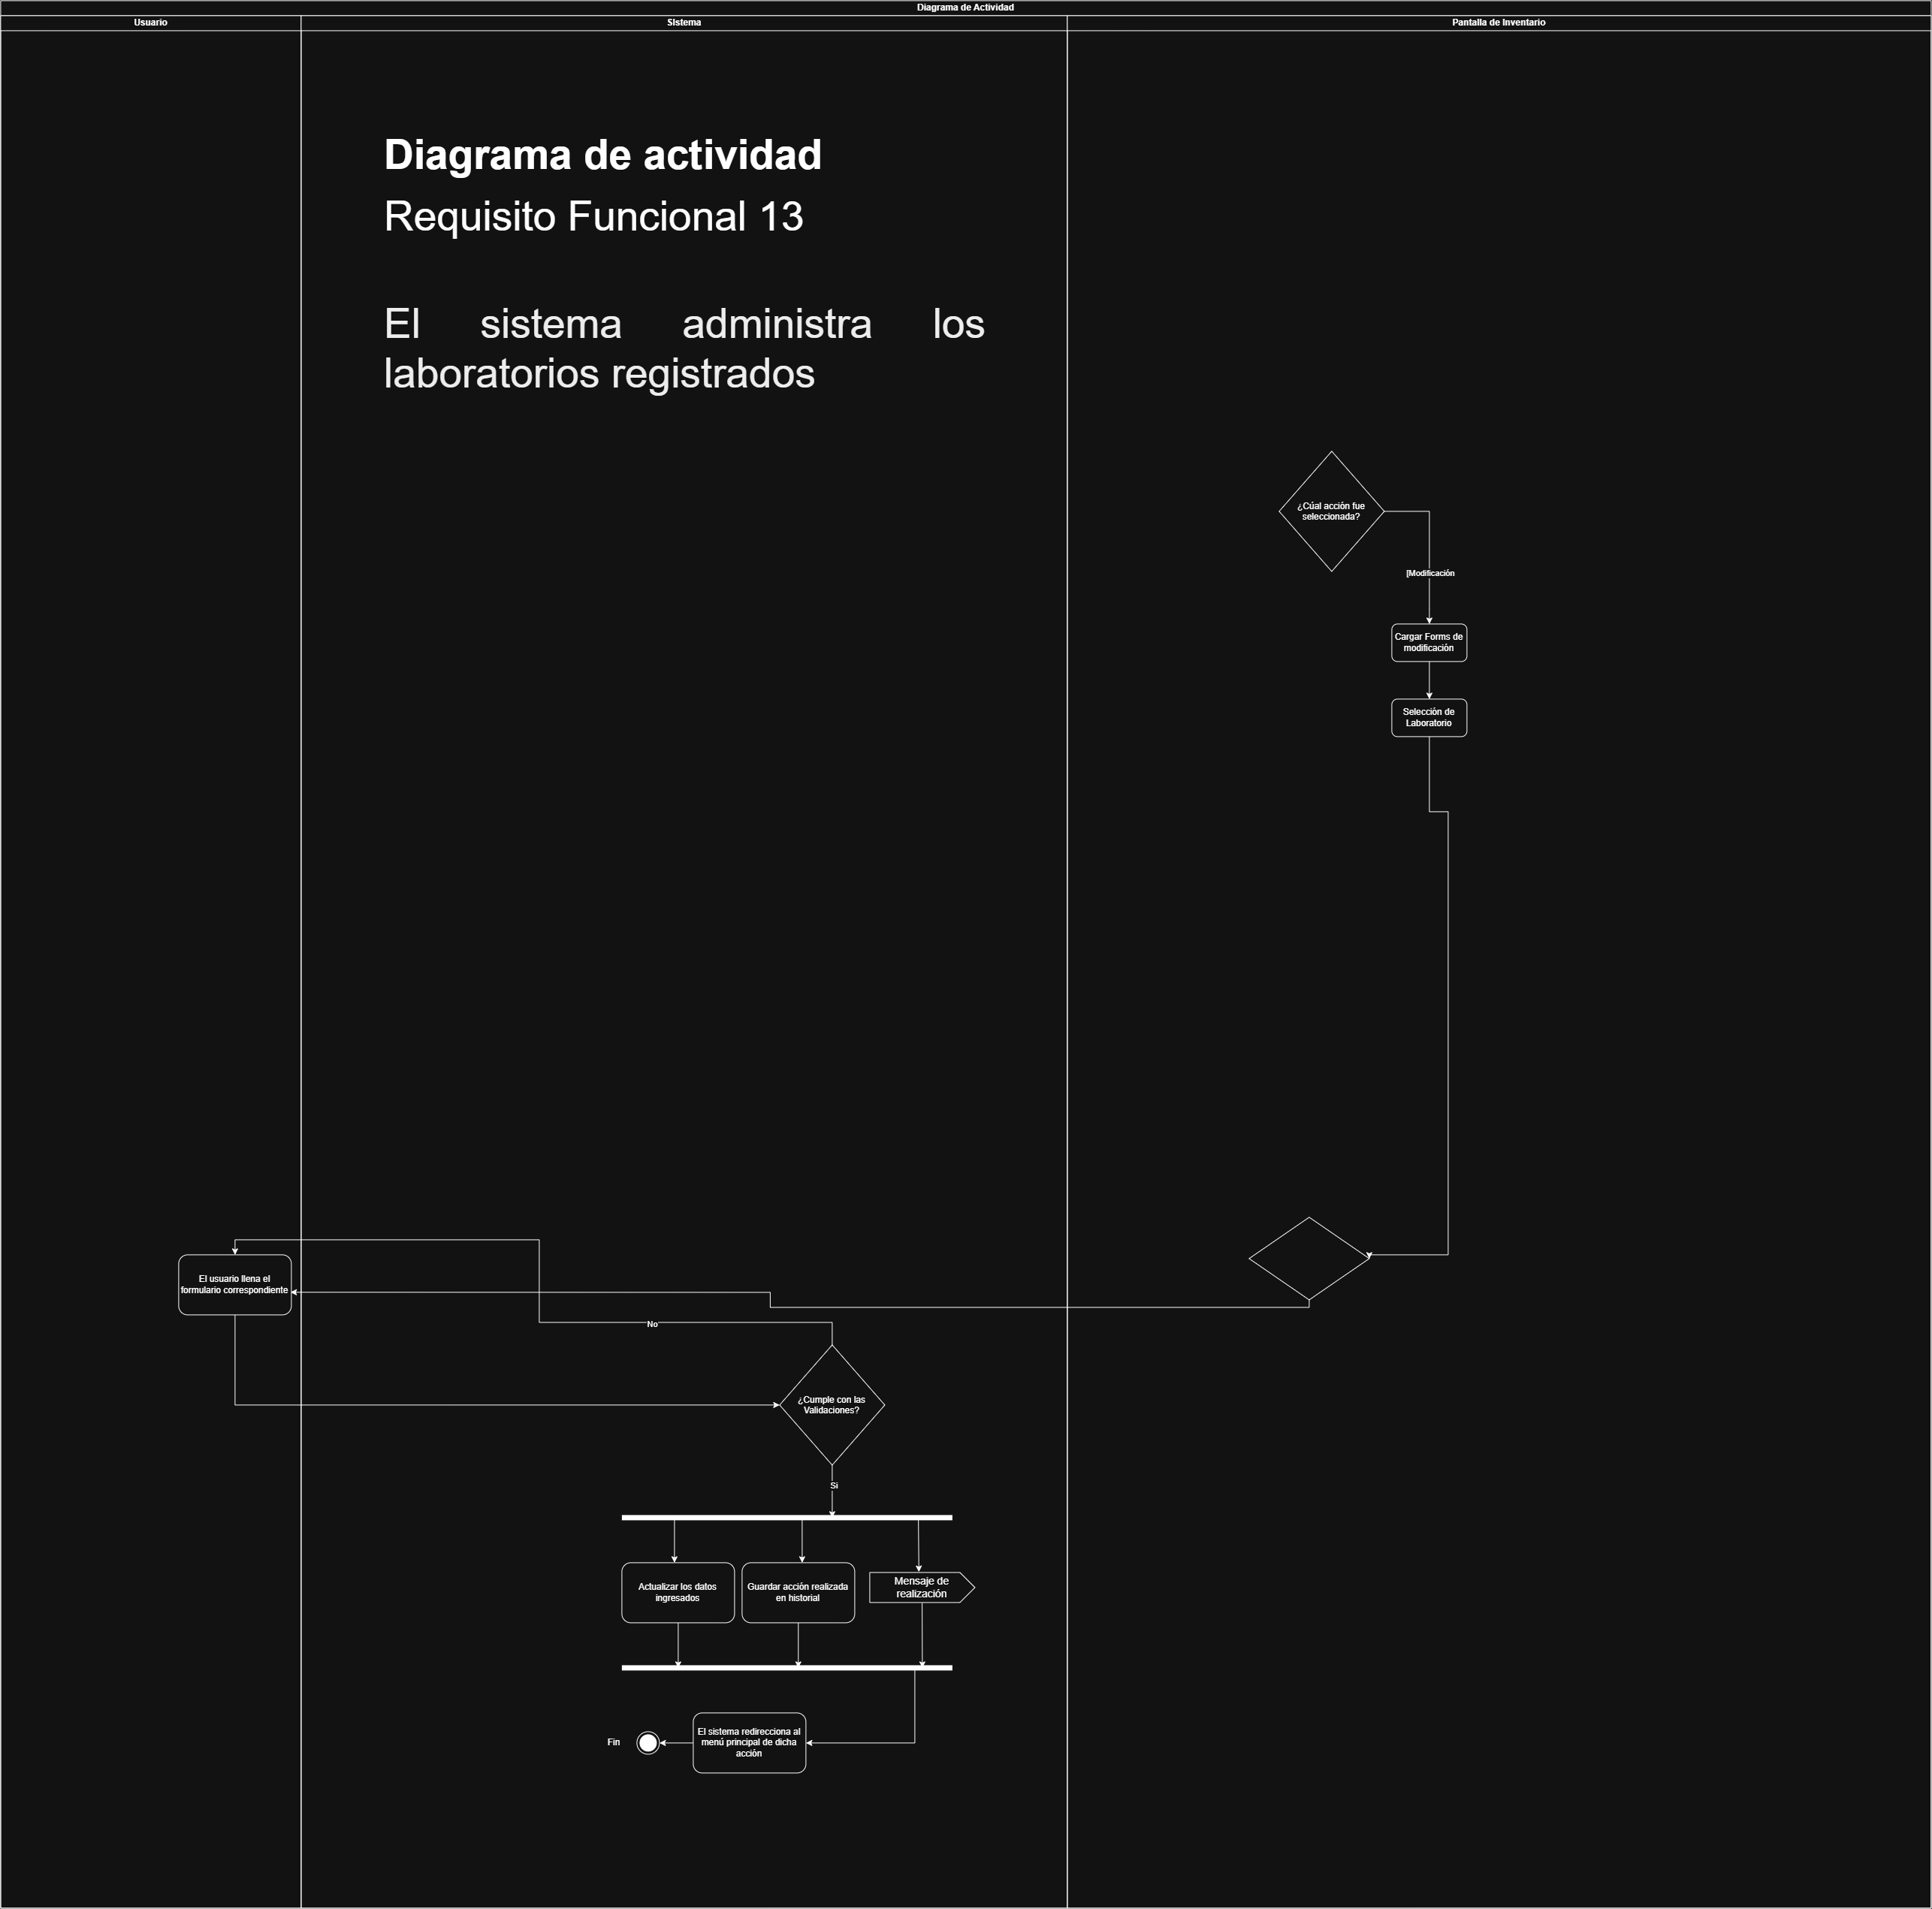 Diagrama de Actividad
Usuario
SIstema
Pantalla de Inventario
Diagrama de actividad
Requisito Funcional 13
El sistema administra los
laboratorios registrados
¿Cúal acción fue
seleccionada?
[Modificación
Cargar Forms de
modificación
Selección de
Laboratorio
El usuario llena el
formulario correspondiente
No
¿Cumple con las
Validaciones?
Si
Actualizar los datos
ingresados
Guardar acción realizada
en historial
Mensaje de
realización
Fin
El sistema redirecciona al
menú principal de dicha
acción